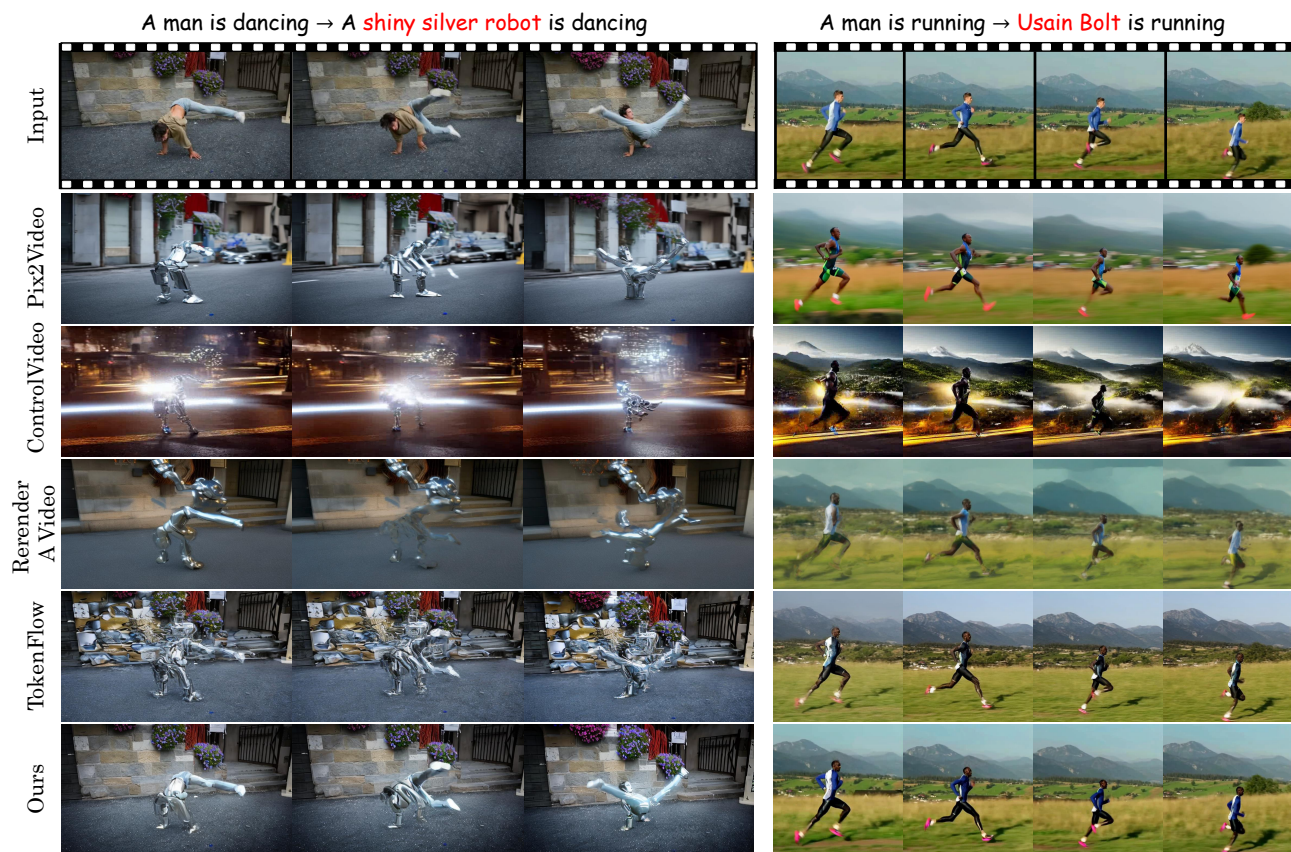 A man is dancing → A shiny silver robot is dancing
A man is running → Usain Bolt is running
Input
Pix2Video
ControlVideo
Rerender
A Video
TokenFlow
Ours